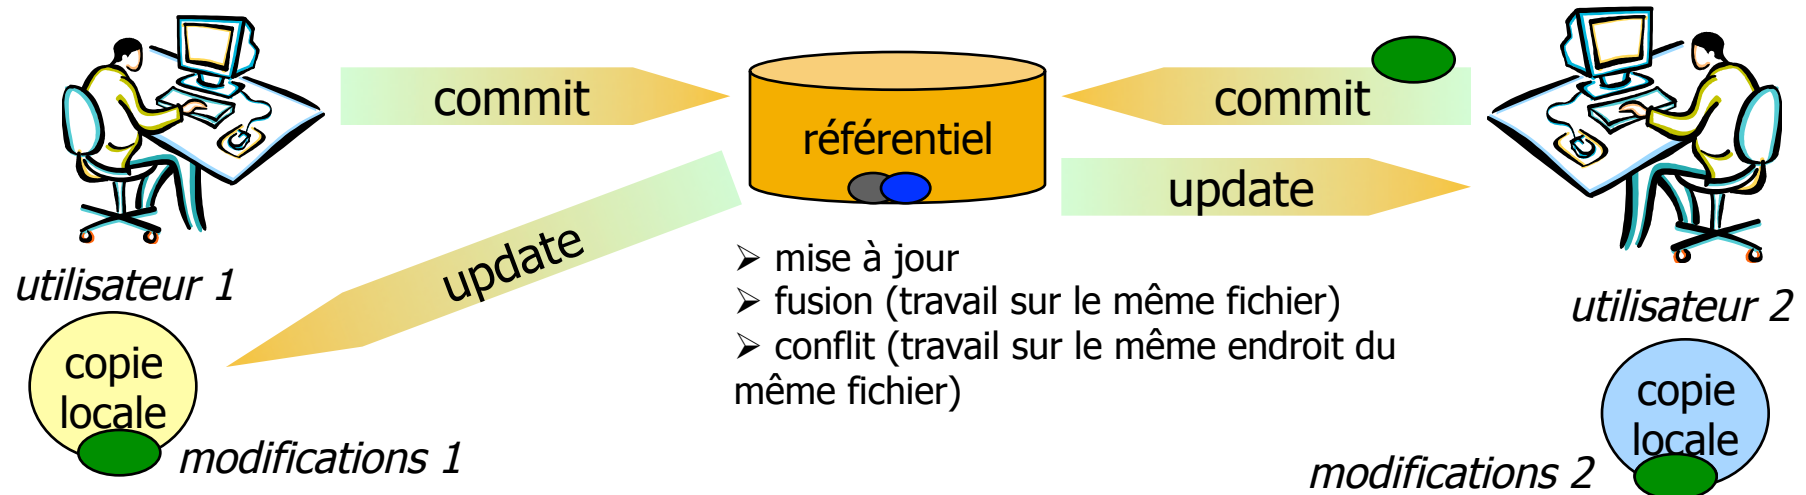 commit
référentiel
commit
update
update
utilisateur 1
➢ mise à jour
➢ fusion (travail sur le même fichier)
➢ conflit (travail sur le même endroit du
même fichier)
utilisateur 2
copie
locale
modifications 1
copie
locale
modifications 2